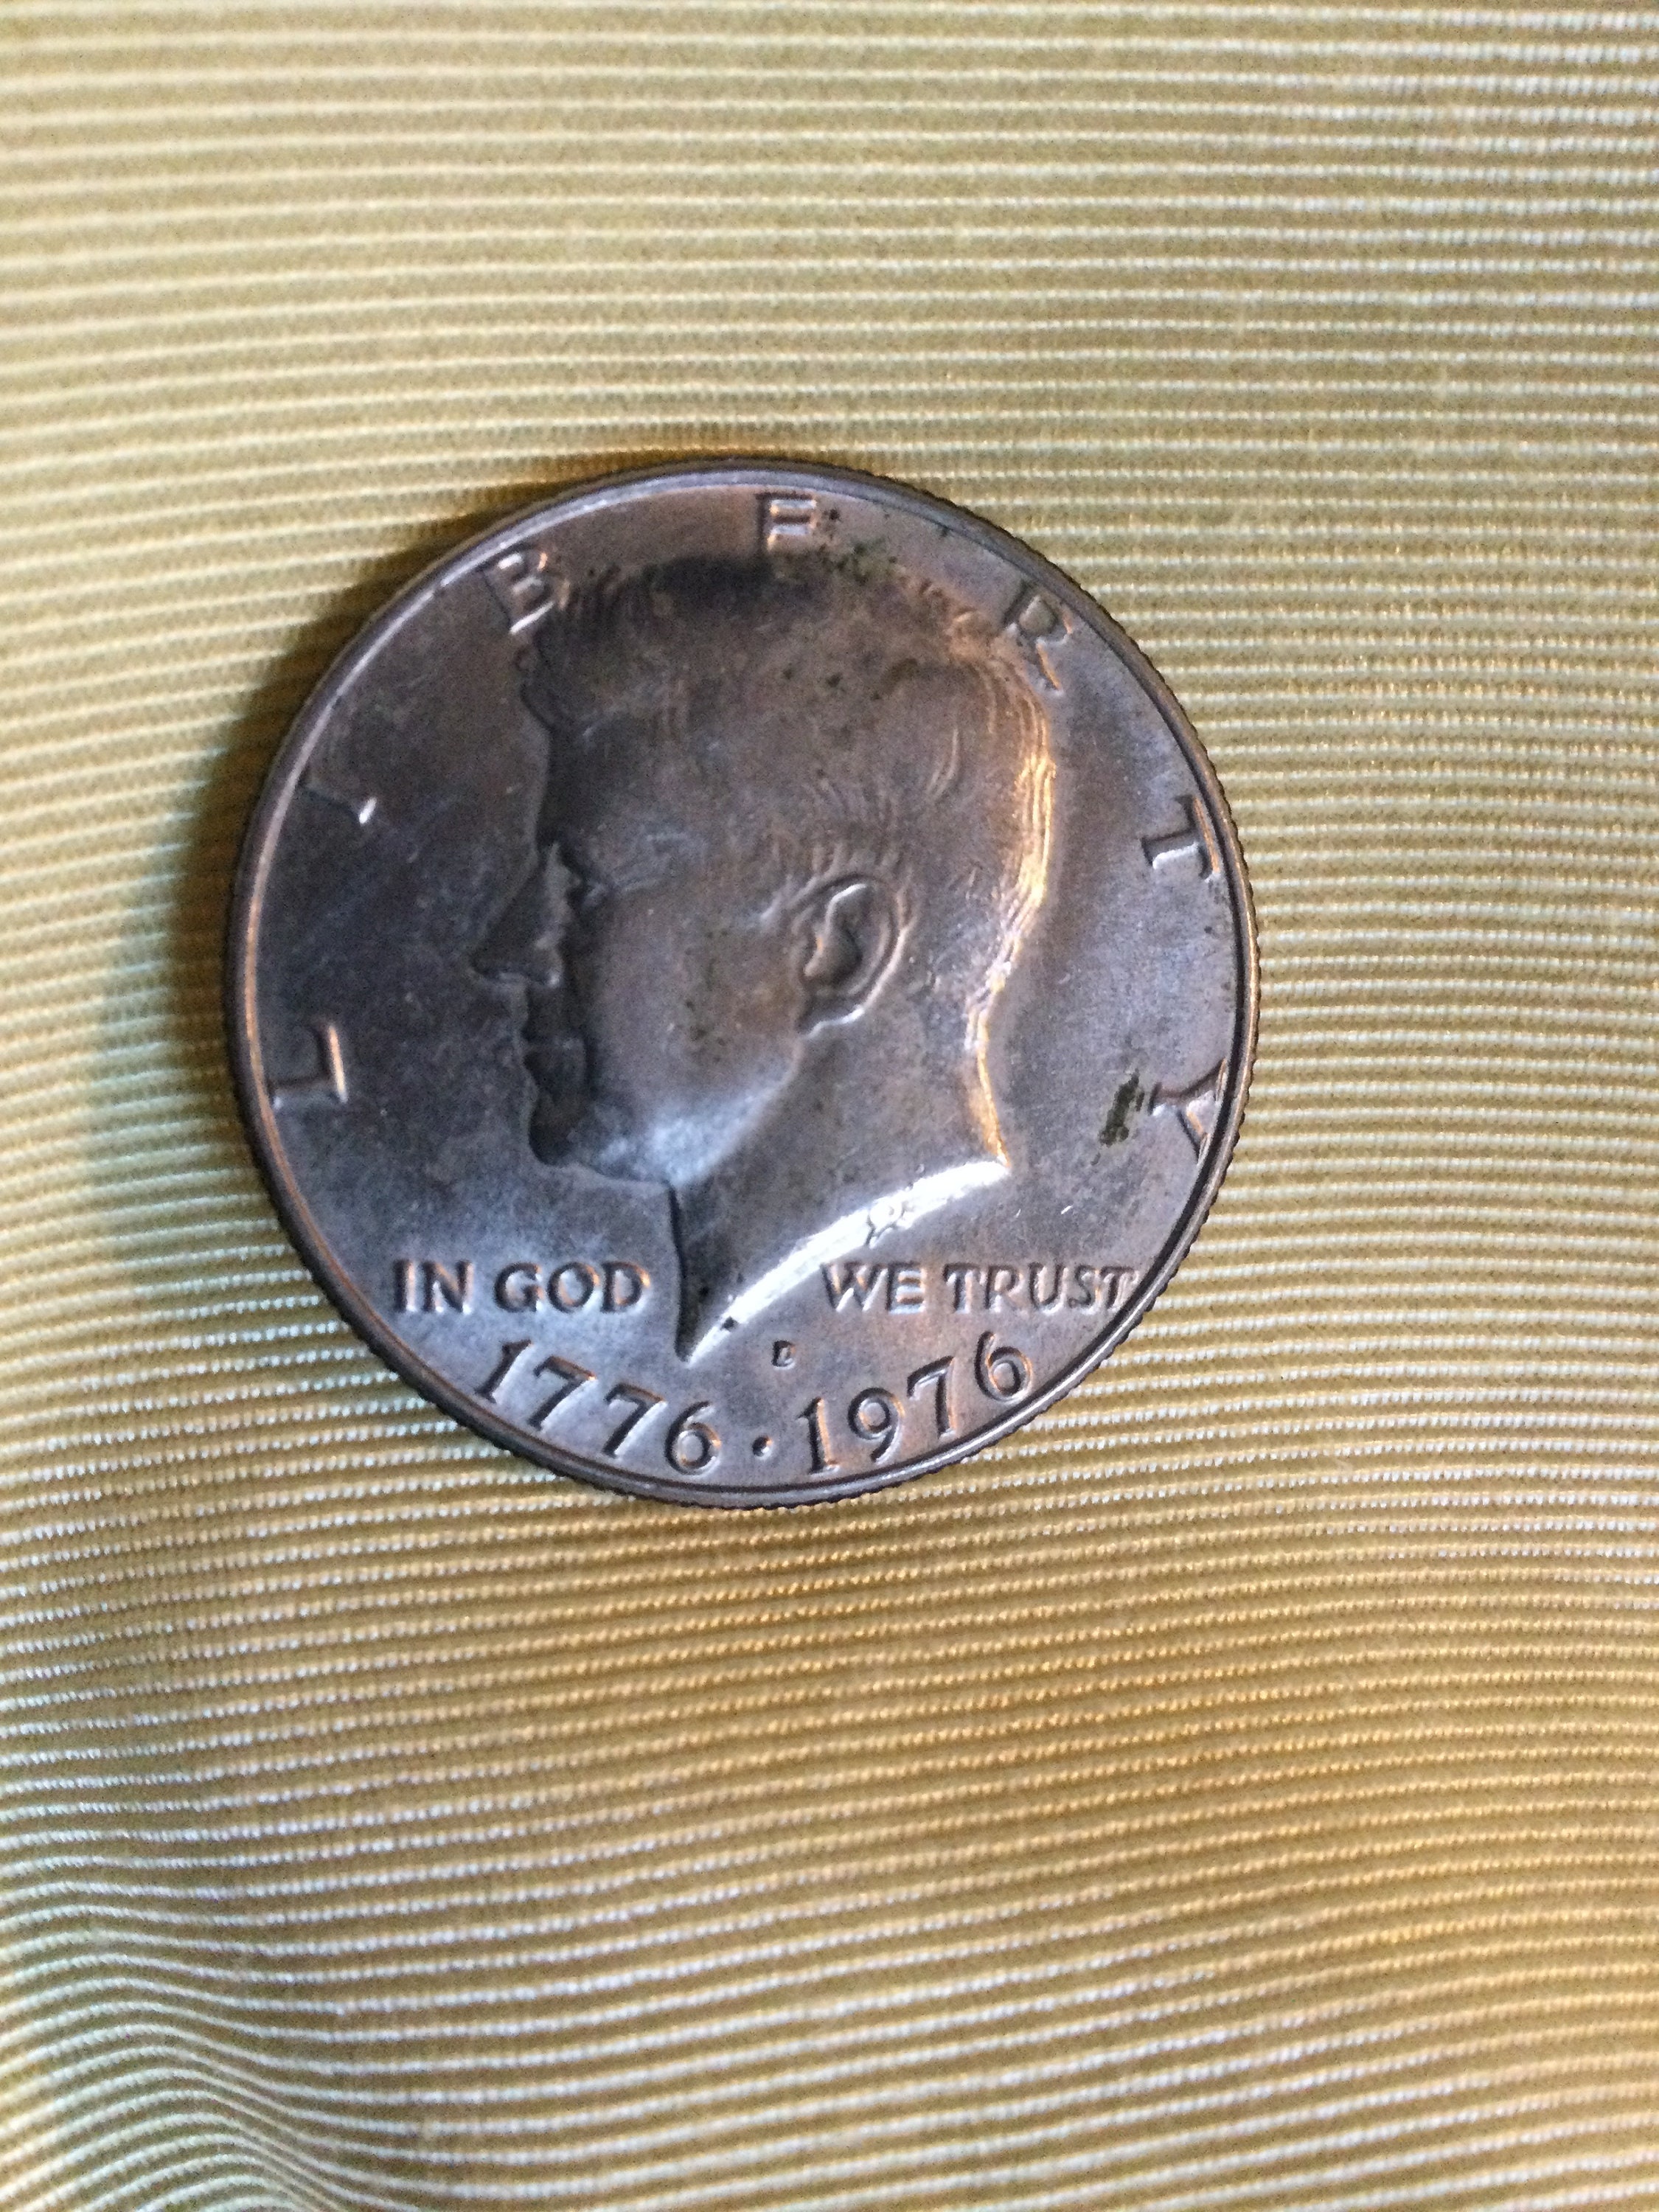 LIBERTY
IN GOD WE TRUST
D
1776 · 1976